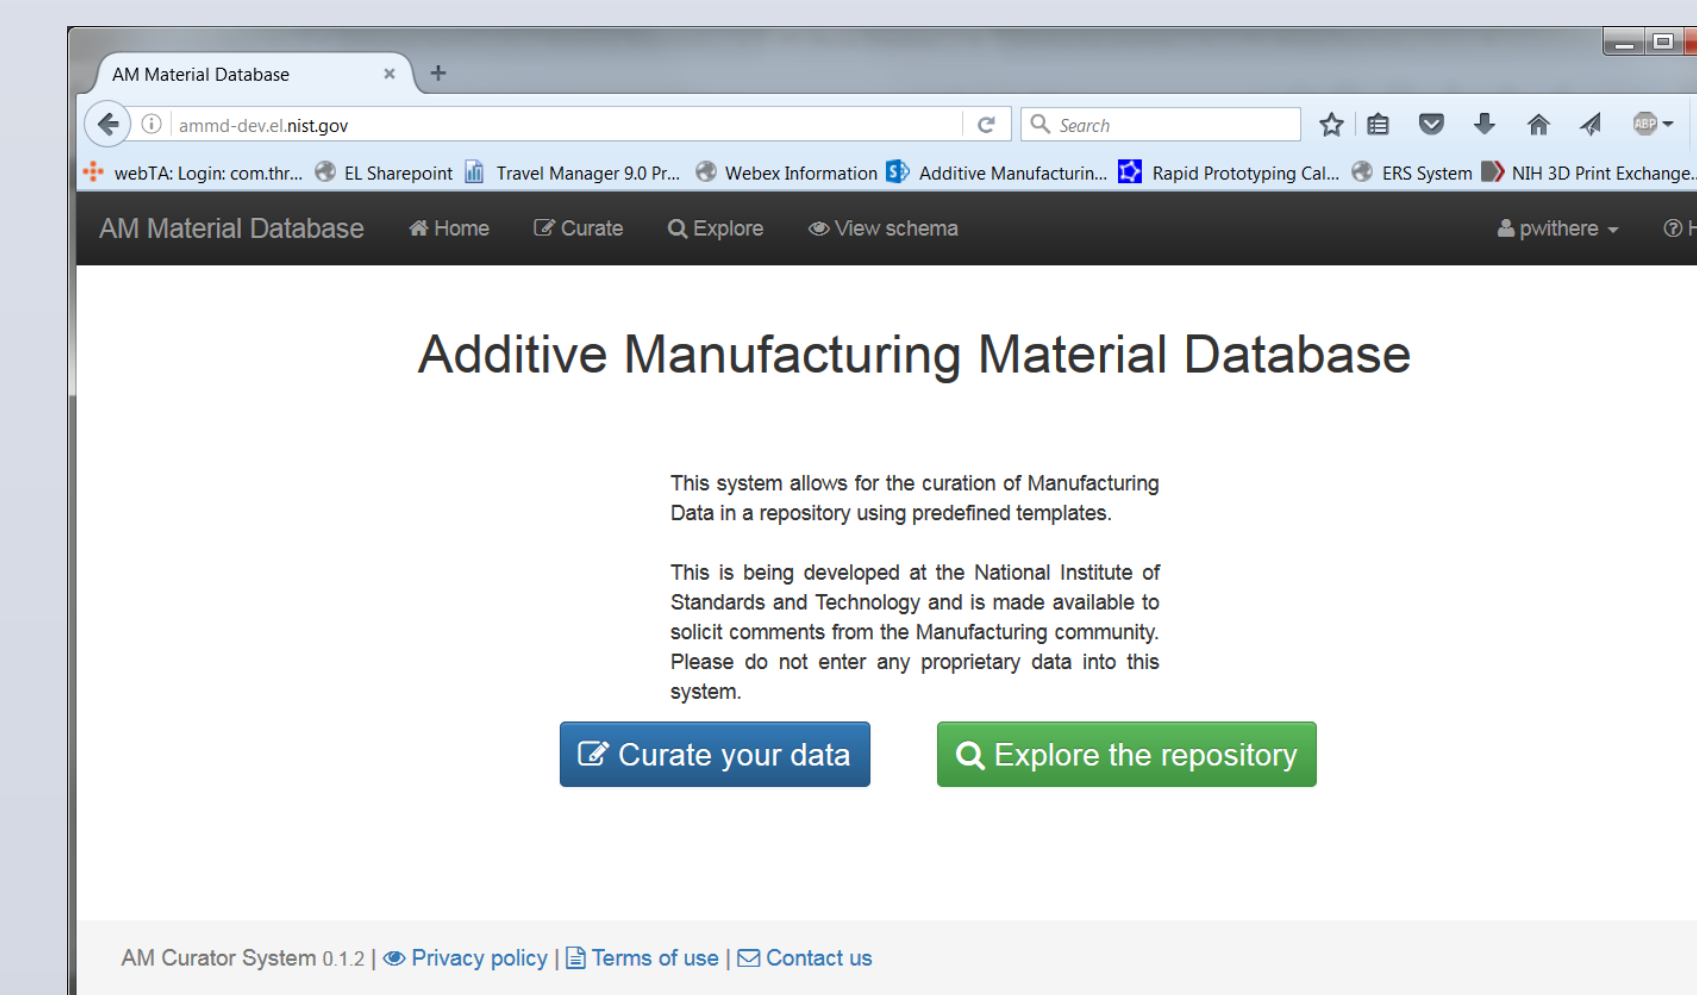 AM Material Database
ammd-dev.el.nist.gov
Search
ABP
webTA: Login: com.thr... EL Sharepoint Travel Manager 9.0 Pr... Webex Information Additive Manufacturin... Rapid Prototyping Cal... ERS System NIH 3D Print Exchange...
AM Material Database Home Curate Explore View schema pwithere H
Additive Manufacturing Material Database
This system allows for the curation of Manufacturing
Data in a repository using predefined templates.
This is being developed at the National Institute of
Standards and Technology and is made available to
solicit comments from the Manufacturing community.
Please do not enter any proprietary data into this
system.
Curate your data Explore the repository
AM Curator System 0.1.2 | Privacy policy | Terms of use | Contact us